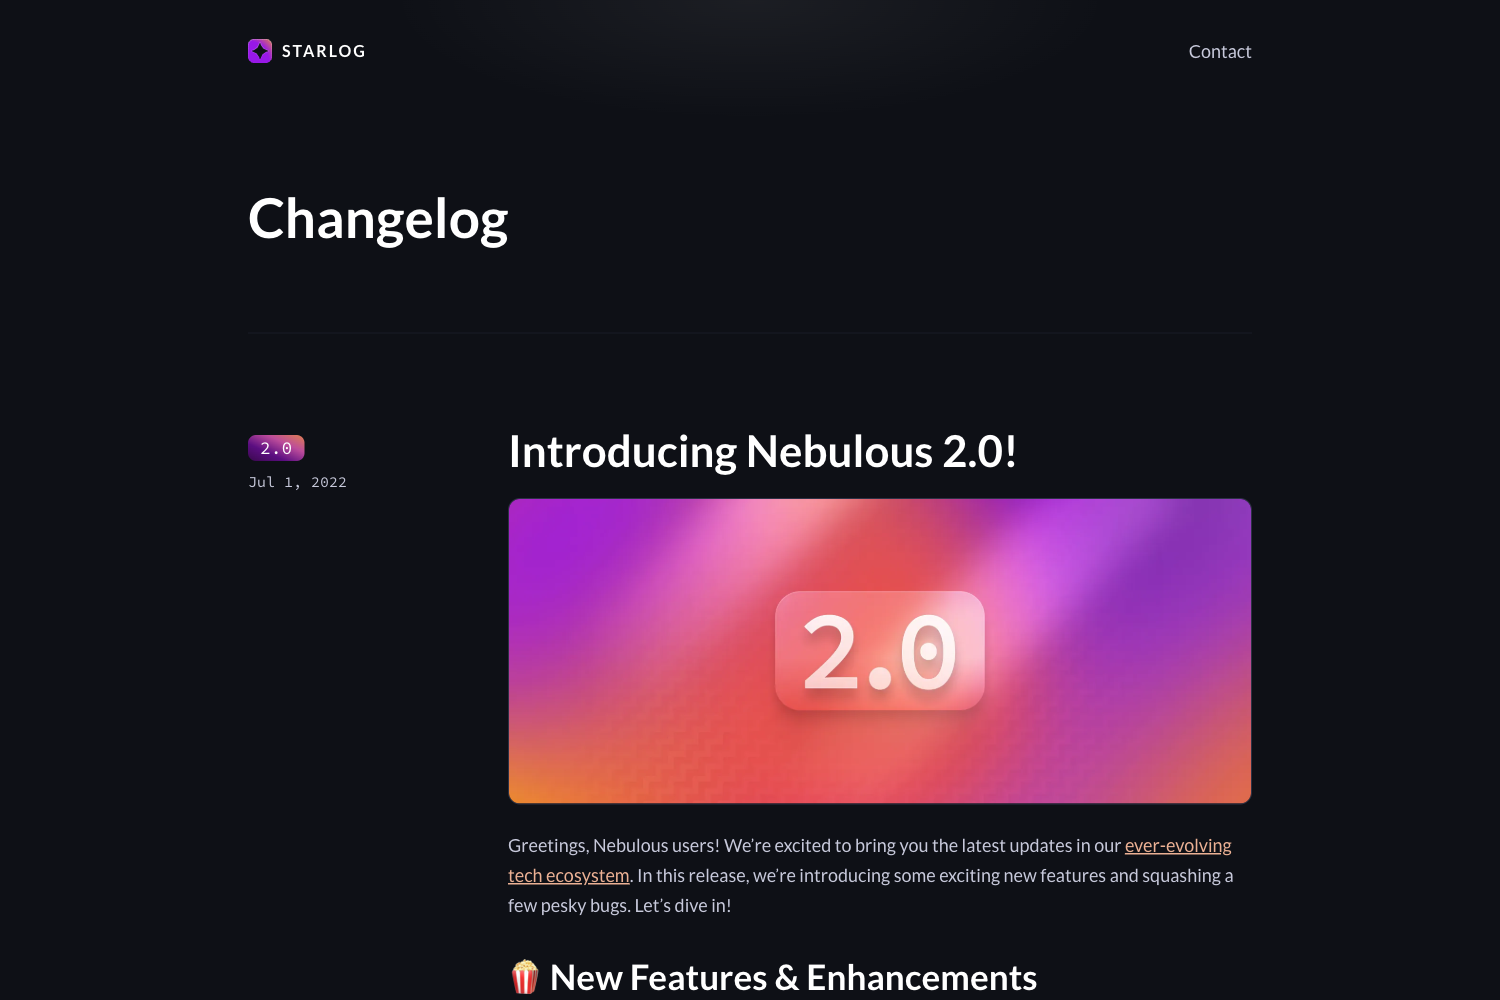 STARLOG
Contact
Changelog
2.0
Jul 1, 2022
Introducing Nebulous 2.0!
2.0
Greetings, Nebulous users! We’re excited to bring you the latest updates in our ever-evolving
tech ecosystem. In this release, we’re introducing some exciting new features and squashing a
few pesky bugs. Let’s dive in!
🍿 New Features & Enhancements